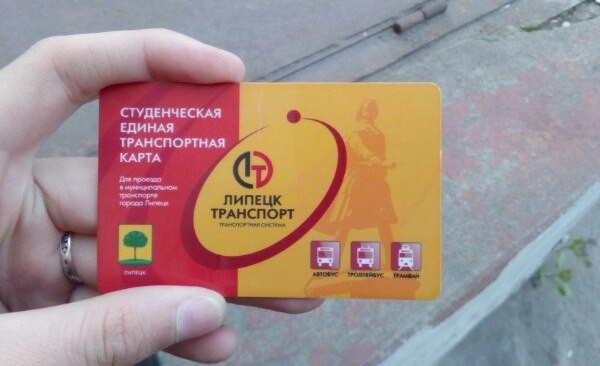 СТУДЕНЧЕСКАЯ
ЕДИНАЯ
ТРАНСПОРТНАЯ
КАРТА
Для проезда
в муниципальном
транспорте
города Липецк
ЛИПЕЦК
ЛТ
ЛИПЕЦК
ТРАНСПОРТ
ТРАНСПОРТНАЯ СИСТЕМА
АВТОБУС ТРОЛЛЕЙБУС ТРАМВАЙ